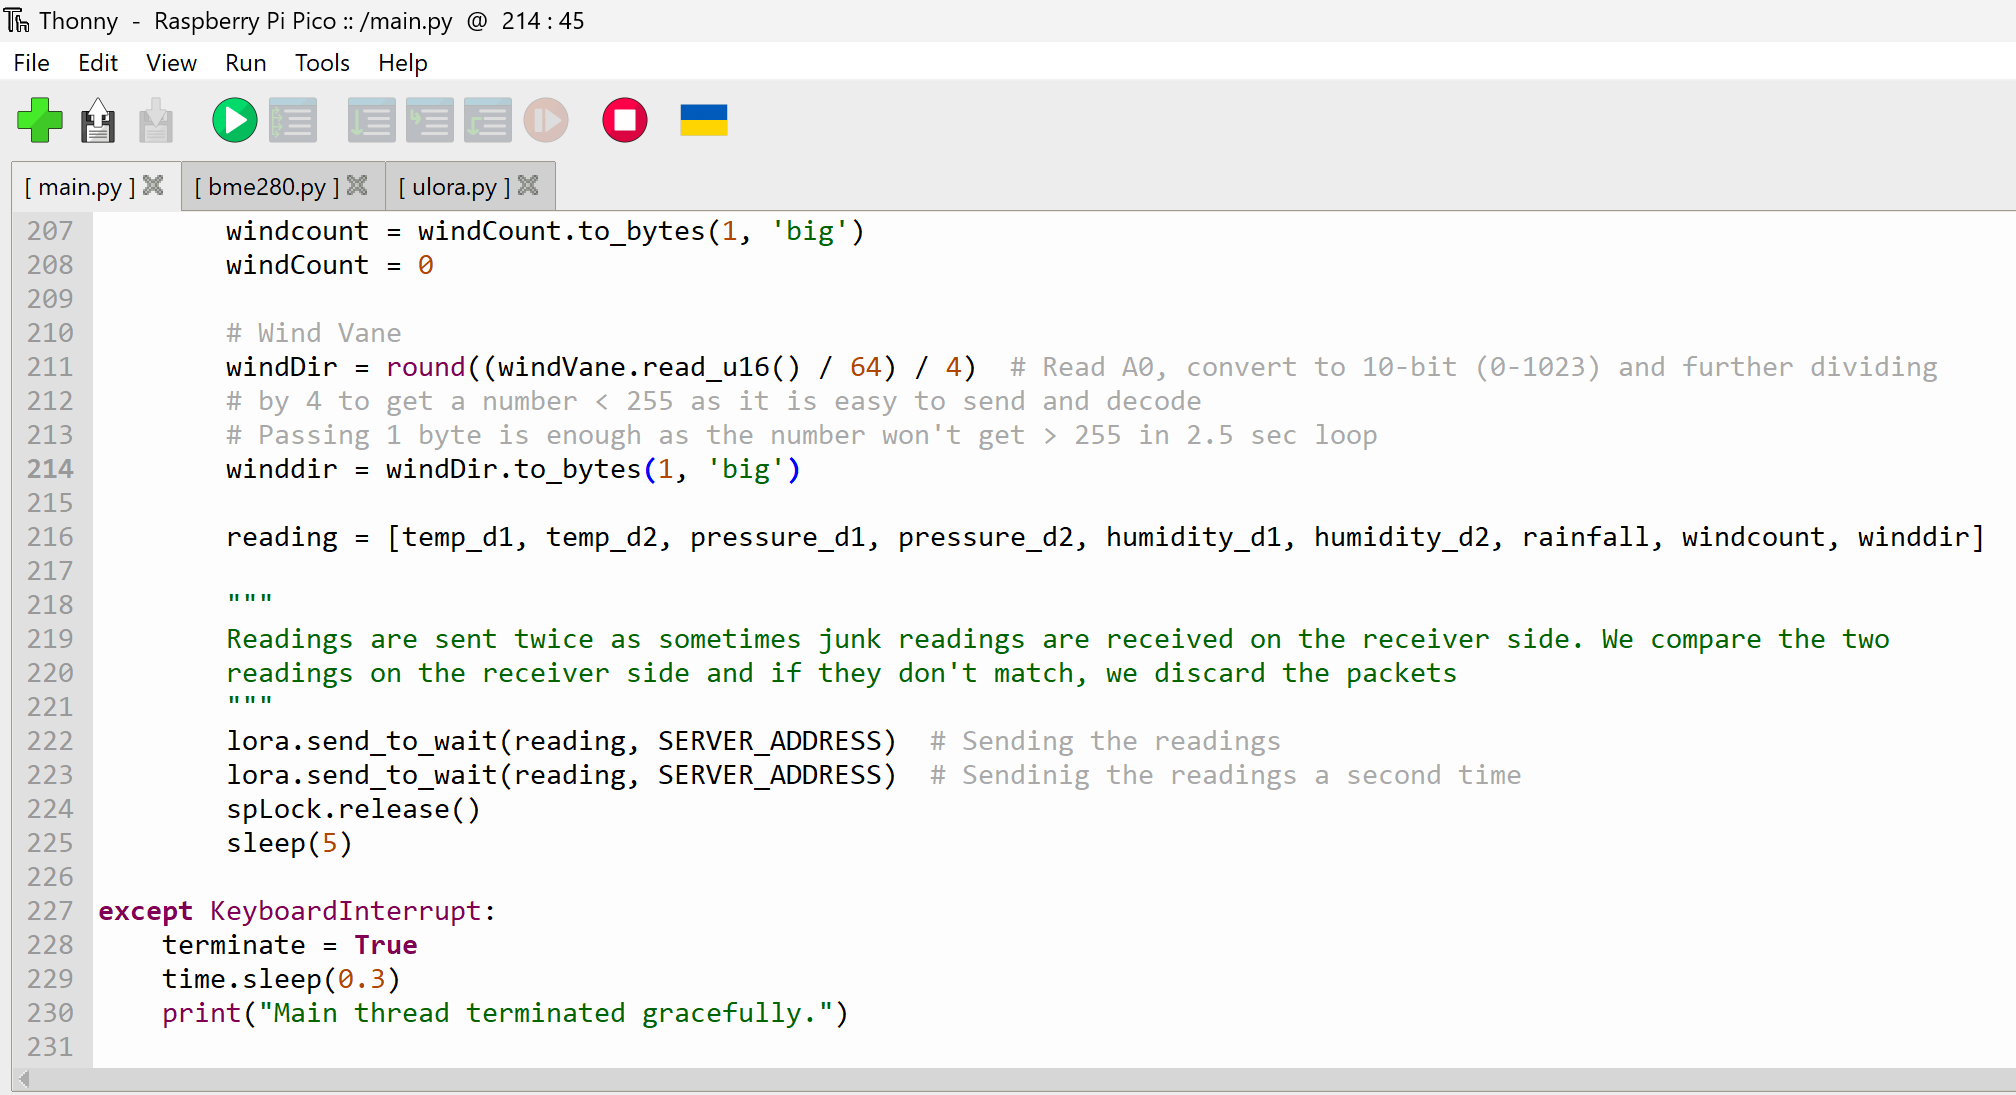 Thonny - Raspberry Pi Pico :: /main.py @ 214 : 45
File Edit View Run Tools Help
[ main.py ] [ bme280.py ] [ ulora.py ]
207 windcount = windCount.to_bytes(1, 'big')
208 windCount = 0
209
210 # Wind Vane
211 windDir = round((windVane.read_u16() / 64) / 4)  # Read A0, convert to 10-bit (0-1023) and further dividing
212 # by 4 to get a number < 255 as it is easy to send and decode
213 # Passing 1 byte is enough as the number won't get > 255 in 2.5 sec loop
214 winddir = windDir.to_bytes(1, 'big')
215
216 reading = [temp_d1, temp_d2, pressure_d1, pressure_d2, humidity_d1, humidity_d2, rainfall, windcount, winddir]
217
218 """
219 Readings are sent twice as sometimes junk readings are received on the receiver side. We compare the two
220 readings on the receiver side and if they don't match, we discard the packets
221 """
222 lora.send_to_wait(reading, SERVER_ADDRESS)  # Sending the readings
223 lora.send_to_wait(reading, SERVER_ADDRESS)  # Sendinig the readings a second time
224 spLock.release()
225 sleep(5)
226
227 except KeyboardInterrupt:
228 terminate = True
229 time.sleep(0.3)
230 print("Main thread terminated gracefully.")
231